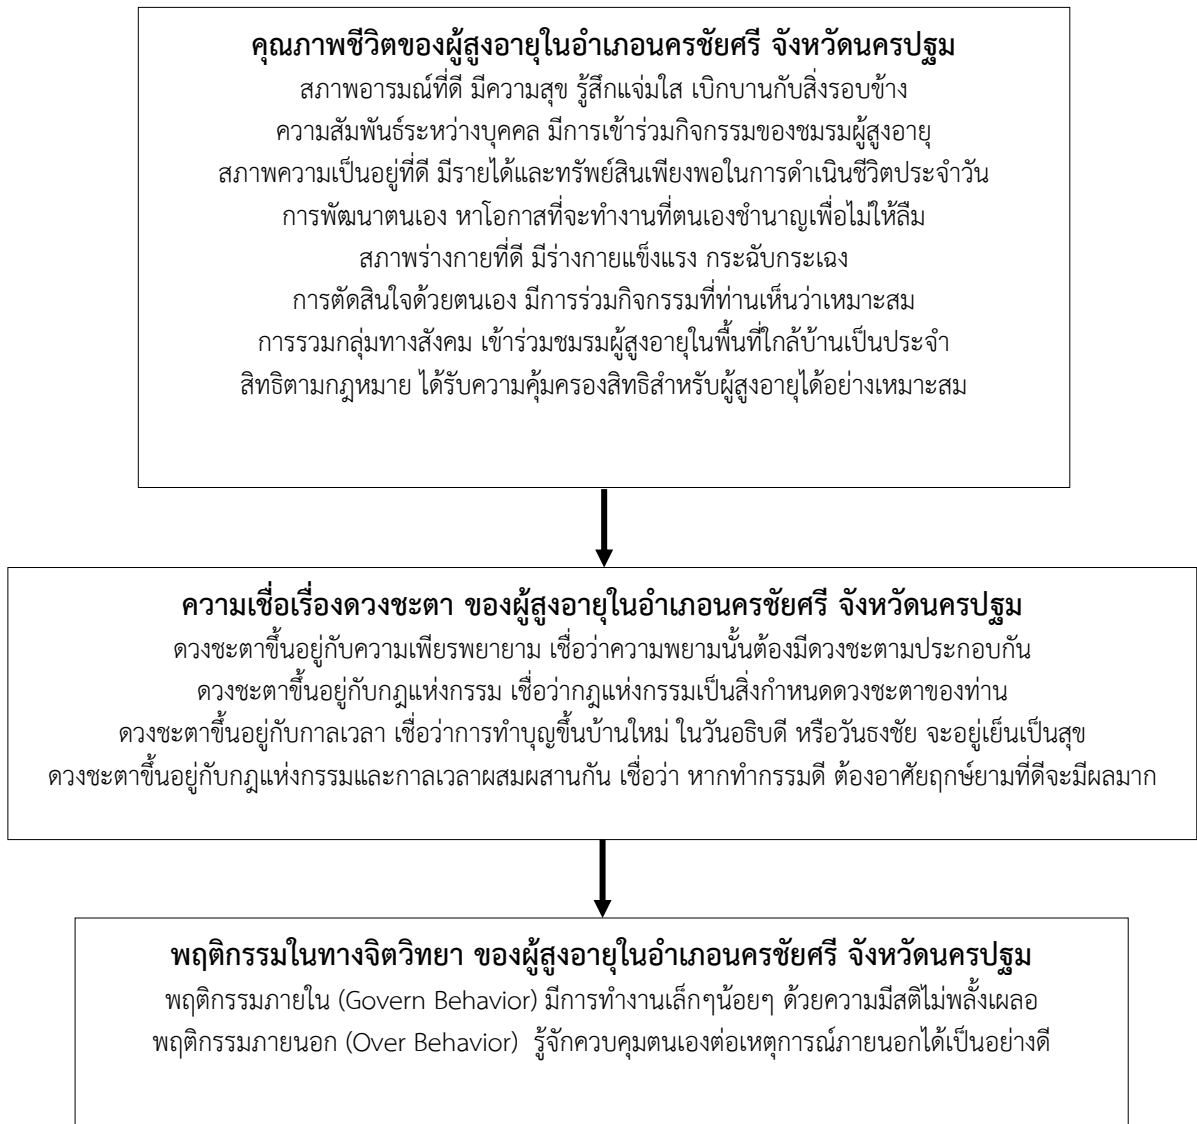 คุณภาพชีวิตของผู้สูงอายุในอำเภอนครชัยศรี จังหวัดนครปฐม
สภาพอารมณ์ที่ดี มีความสุข รู้สึกแจ่มใส เบิกบานกับสิ่งรอบข้าง
ความสัมพันธ์ระหว่างบุคคล มีการเข้าร่วมกิจกรรมของชมรมผู้สูงอายุ
สภาพความเป็นอยู่ที่ดี มีรายได้และทรัพย์สินเพียงพอในการดำเนินชีวิตประจำวัน
การพัฒนาตนเอง หาโอกาสที่จะทำงานที่ตนเองชำนาญเพื่อไม่ให้ลืม
สภาพร่างกายที่ดี มีร่างกายแข็งแรง กระฉับกระเฉง
การตัดสินใจด้วยตนเอง มีการร่วมกิจกรรมที่ท่านเห็นว่าเหมาะสม
การรวมกลุ่มทางสังคม เข้าร่วมชมรมผู้สูงอายุในพื้นที่ใกล้บ้านเป็นประจำ
สิทธิตามกฎหมาย ได้รับความคุ้มครองสิทธิสำหรับผู้สูงอายุได้อย่างเหมาะสม
ความเชื่อเรื่องดวงชะตา ของผู้สูงอายุในอำเภอนครชัยศรี จังหวัดนครปฐม
ดวงชะตาขึ้นอยู่กับความเพียรพยายาม เชื่อว่าความพยามนั้นต้องมีดวงชะตามประกอบกัน
ดวงชะตาขึ้นอยู่กับกฎแห่งกรรม เชื่อว่ากฎแห่งกรรมเป็นสิ่งกำหนดดวงชะตาของท่าน
ดวงชะตาขึ้นอยู่กับกาลเวลา เชื่อว่าการทำบุญขึ้นบ้านใหม่ ในวันอธิบดี หรือวันธงชัย จะอยู่เย็นเป็นสุข
ดวงชะตาขึ้นอยู่กับกฎแห่งกรรมและกาลเวลาผสมผสานกัน เชื่อว่า หากทำกรรมดี ต้องอาศัยฤกษ์ยามที่ดีจะมีผลมาก
พฤติกรรมในทางจิตวิทยา ของผู้สูงอายุในอำเภอนครชัยศรี จังหวัดนครปฐม
พฤติกรรมภายใน (Govern Behavior) มีการทำงานเล็กๆน้อยๆ ด้วยความมีสติไม่พลั้งเผลอ
พฤติกรรมภายนอก (Over Behavior) รู้จักควบคุมตนเองต่อเหตุการณ์ภายนอกได้เป็นอย่างดี